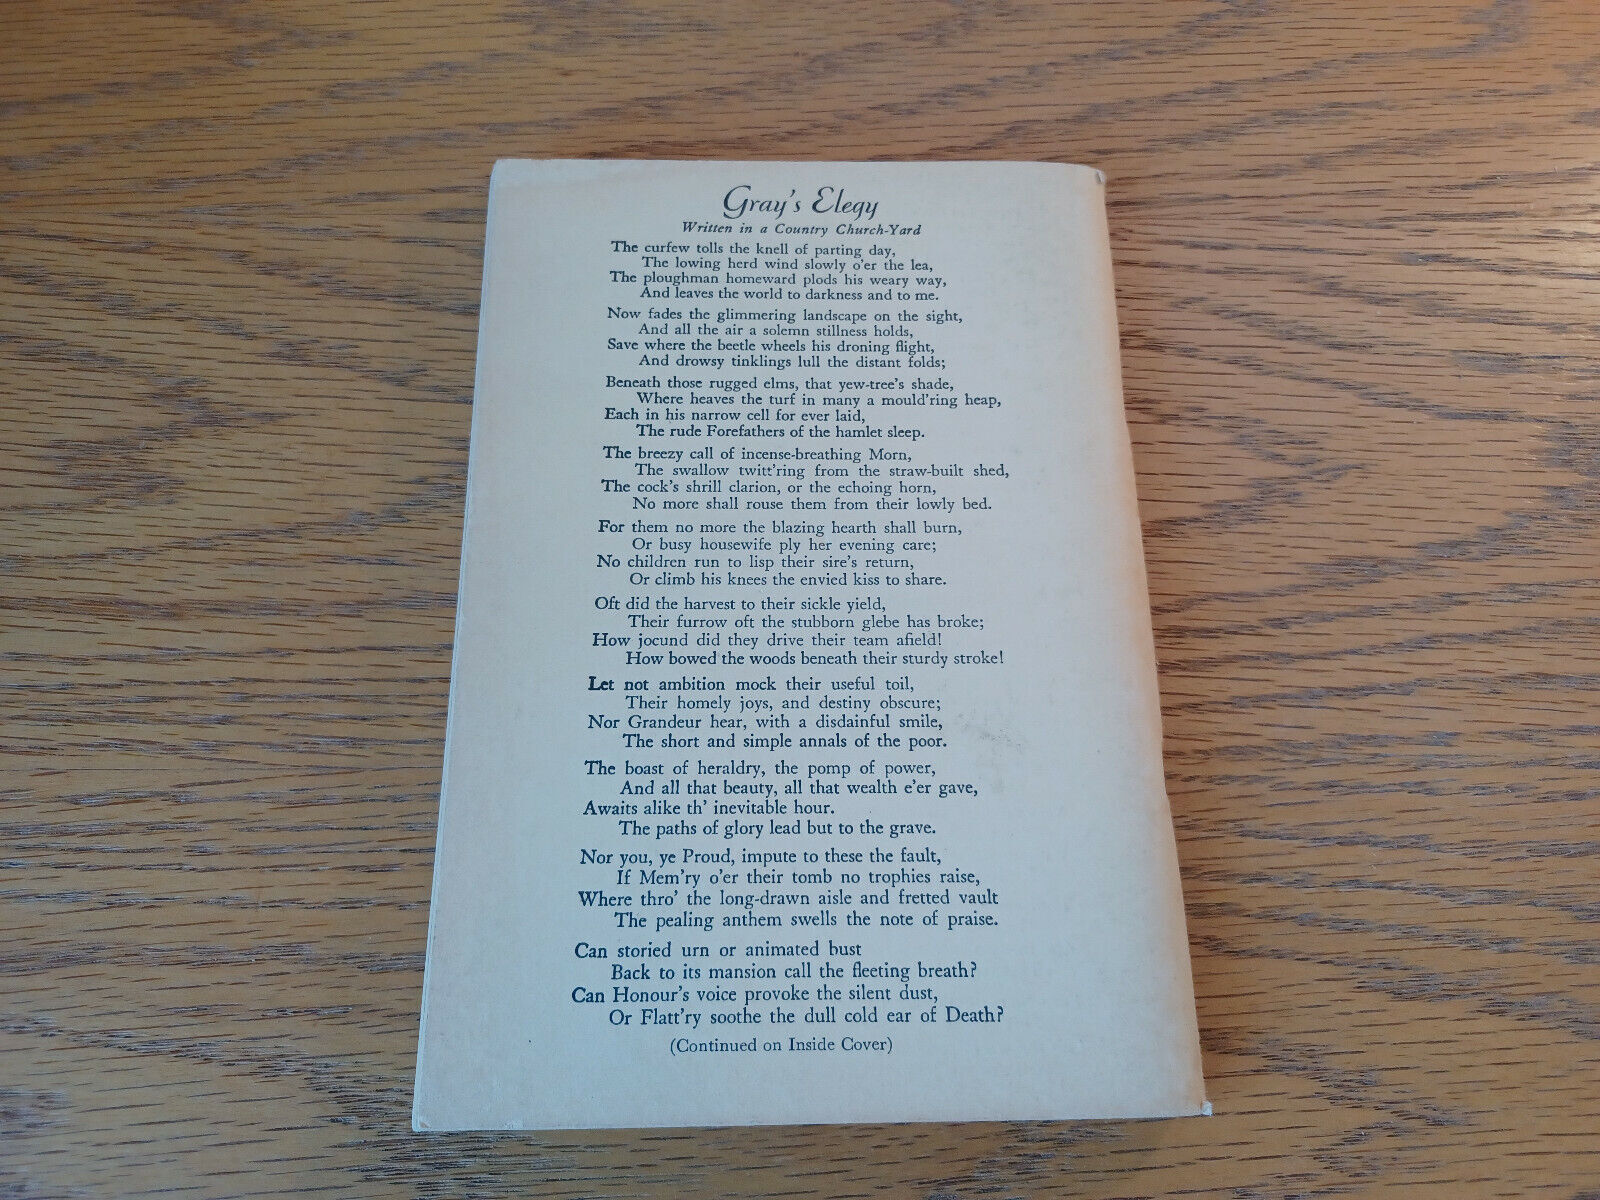 Gray's Elegy
Written in a Country Church-Yard
The curfew tolls the knell of parting day,
The lowing herd wind slowly o'er the lea,
The ploughman homeward plods his weary way,
And leaves the world to darkness and to me.
Now fades the glimmering landscape on the sight,
And all the air a solemn stillness holds,
Save where the beetle wheels his droning flight,
And drowsy tinklings lull the distant folds;
Beneath those rugged elms, that yew-tree's shade,
Where heaves the turf in many a mould'ring heap,
Each in his narrow cell for ever laid,
The rude Forefathers of the hamlet sleep.
The breezy call of incense-breathing Morn,
The swallow twitt'ring from the straw-built shed,
The cock's shrill clarion, or the echoing horn,
No more shall rouse them from their lowly bed.
For them no more the blazing hearth shall burn,
Or busy housewife ply her evening care;
No children run to lisp their sire's return,
Or climb his knees the envied kiss to share.
Oft did the harvest to their sickle yield,
Their furrow oft the stubborn glebe has broke;
How jocund did they drive their team afield!
How bowed the woods beneath their sturdy stroke!
Let not ambition mock their useful toil,
Their homely joys, and destiny obscure;
Nor Grandeur hear, with a disdainful smile,
The short and simple annals of the poor.
The boast of heraldry, the pomp of power,
And all that beauty, all that wealth e'er gave,
Awaits alike th' inevitable hour.
The paths of glory lead but to the grave.
Nor you, ye Proud, impute to these the fault,
If Mem'ry o'er their tomb no trophies raise,
Where thro' the long-drawn aisle and fretted vault
The pealing anthem swells the note of praise.
Can storied urn or animated bust
Back to its mansion call the fleeting breath?
Can Honour's voice provoke the silent dust,
Or Flatt'ry soothe the dull cold ear of Death?
(Continued on Inside Cover)